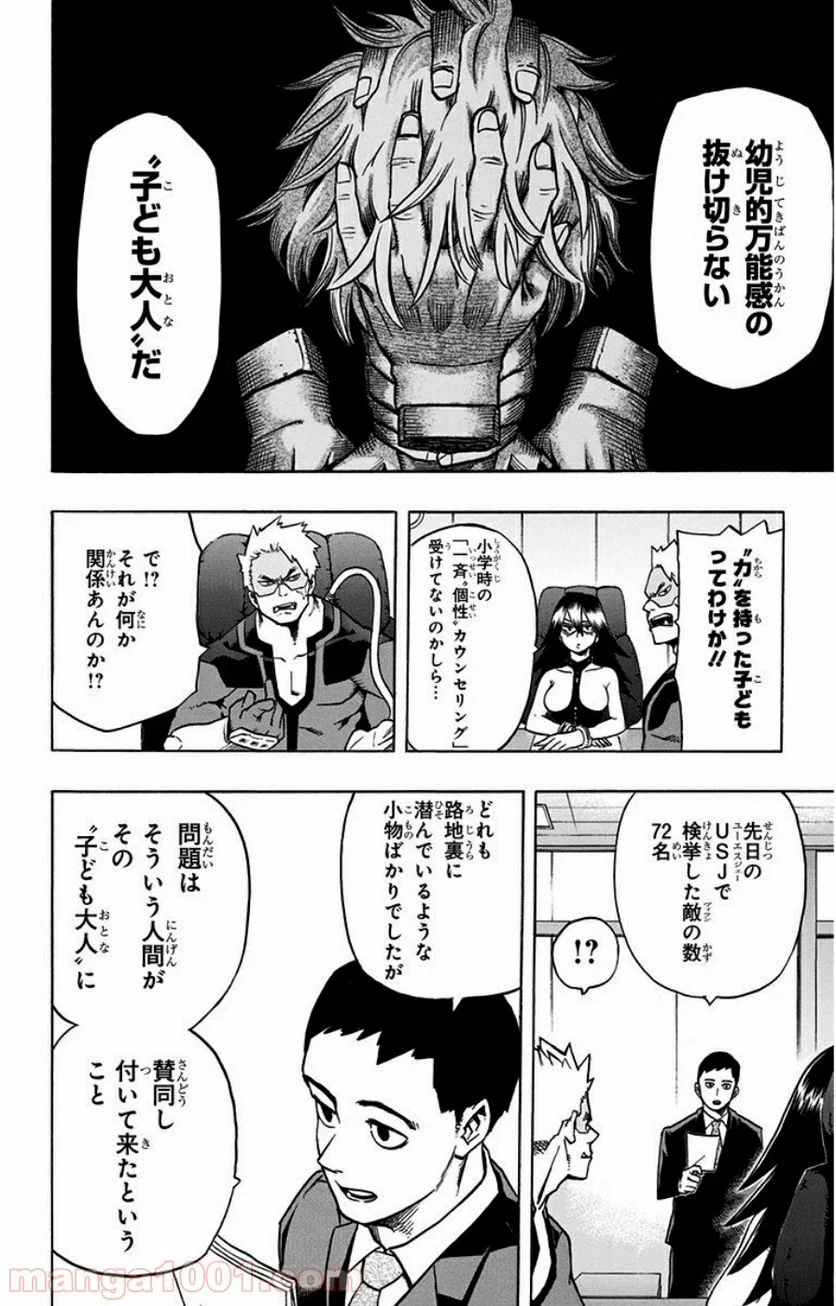 幼児的万能感の
抜け切らない
〝子ども大人〟だ
〝力〟を持った子ども
ってわけか!!
小学時の
「一斉〝個性〟カウンセリング」
受けてないのかしら…
で!?
それが何か
関係あんのか!?
先日の
USJで
検挙した敵の数
72名
!?
どれも
路地裏に
潜んでいるような
小物ばかりでしたが
問題は
そういう人間が
その
〝子ども大人〟に
賛同し
付いて来たという
こと
manga1001.com